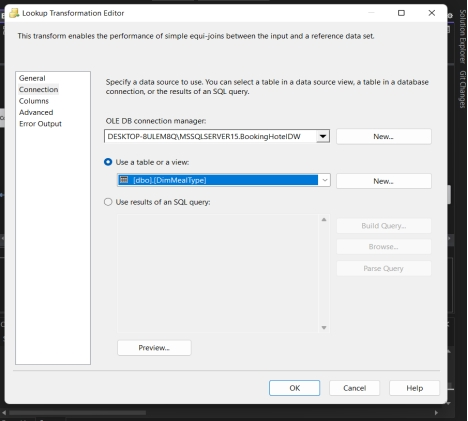 Lookup Transformation Editor
This transform enables the performance of simple equi-joins between the input and a reference data set.
General
Connection
Columns
Advanced
Error Output
Specify a data source to use. You can select a table in a data source view, a table in a database
connection, or the results of an SQL query.
OLE DB connection manager:
DESKTOP-8ULEM8Q\MSSQLSERVER15.BookingHotelDW
New...
Use a table or a view:
[dbo].[DimMealType]
New...
Use results of an SQL query:
Build Query...
Browse...
Parse Query
Preview...
OK
Cancel
Help
Solution Explorer
Git Changes